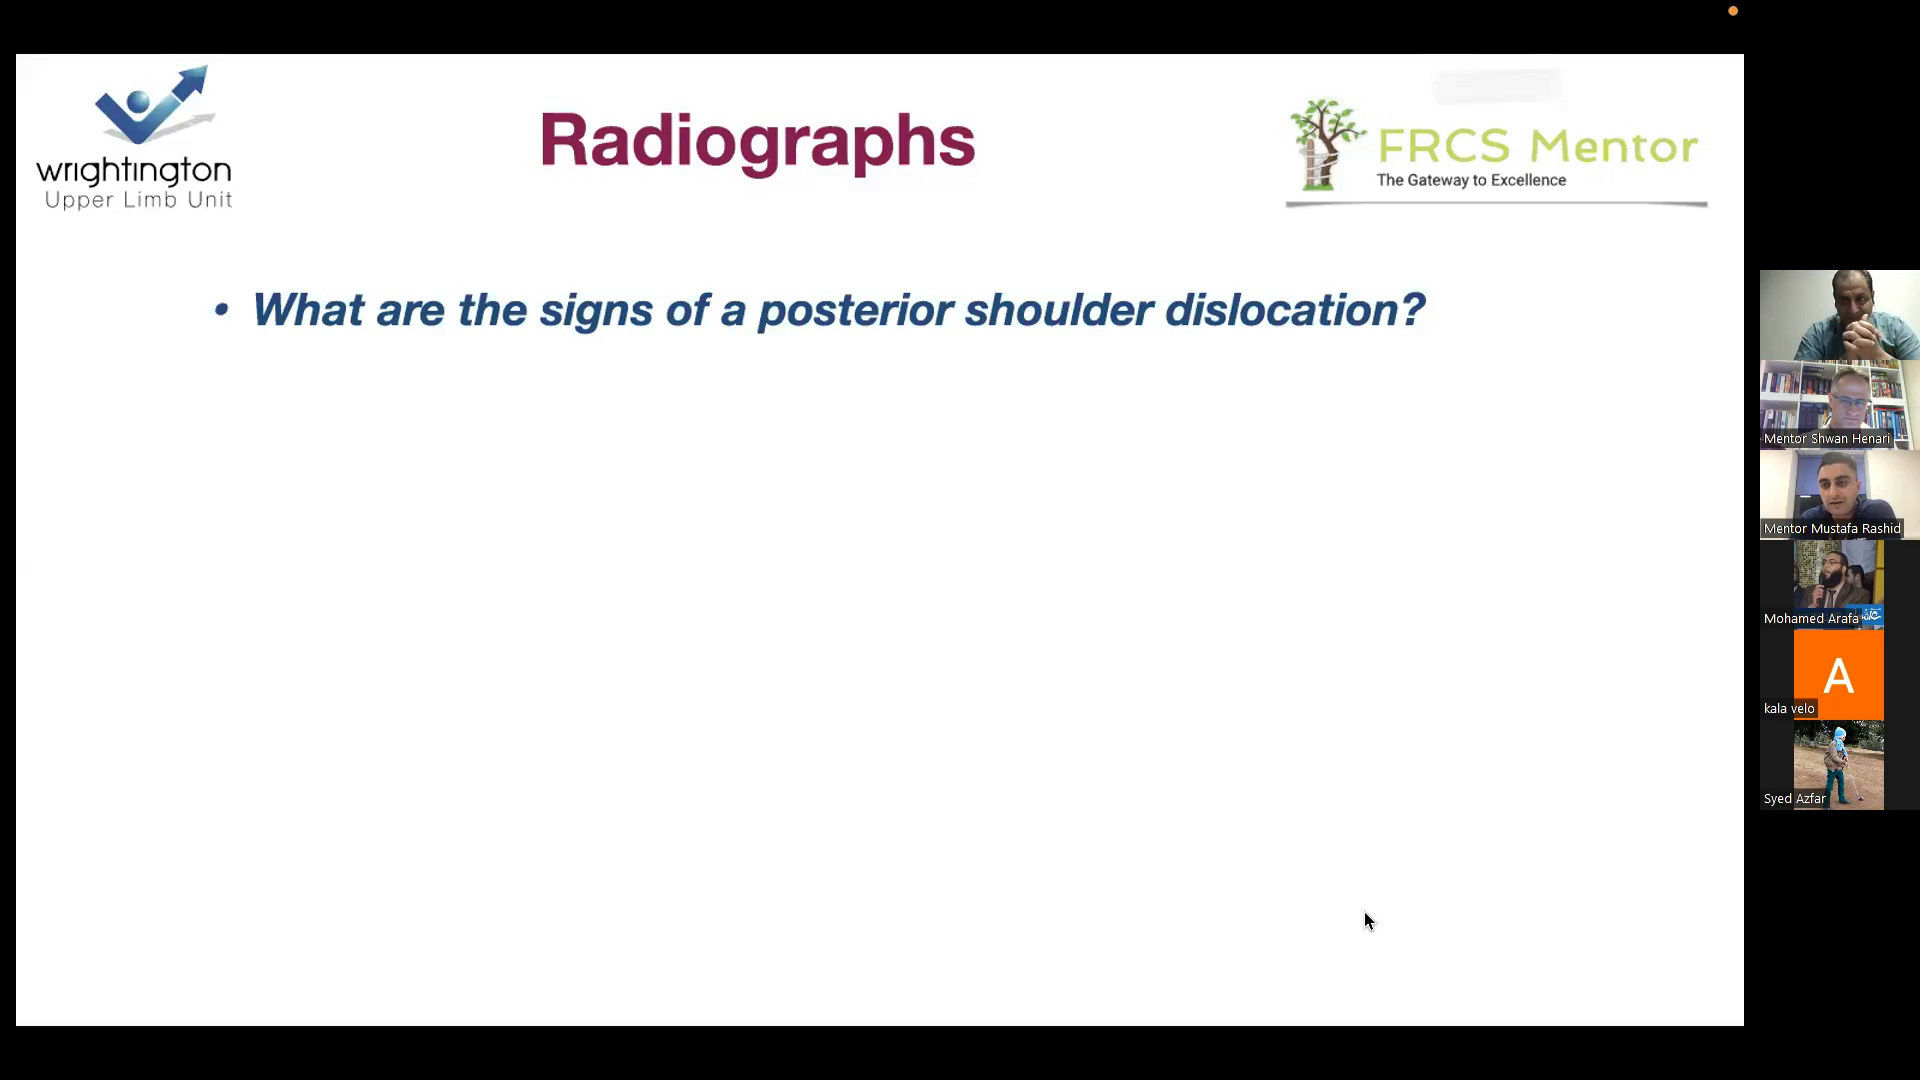 wrightington
Upper Limb Unit
Radiographs
FRCS Mentor
The Gateway to Excellence
• What are the signs of a posterior shoulder dislocation?
Mentor Shwan Henari
Mentor Mustafa Rashid
Mohamed Arafa
A
kala velo
Syed Azfar